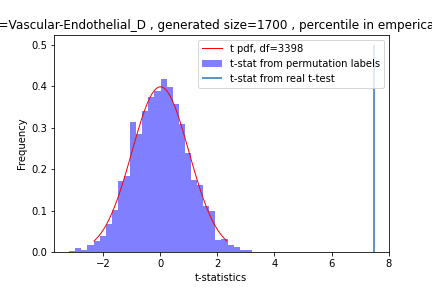 =Vascular-Endothelial_D , generated size=1700 , percentile in emperica
t pdf, df=3398
t-stat from permutation labels
t-stat from real t-test
Frequency
0.5
0.4
0.3
0.2
0.1
0.0
−2
0
2
4
6
8
t-statistics